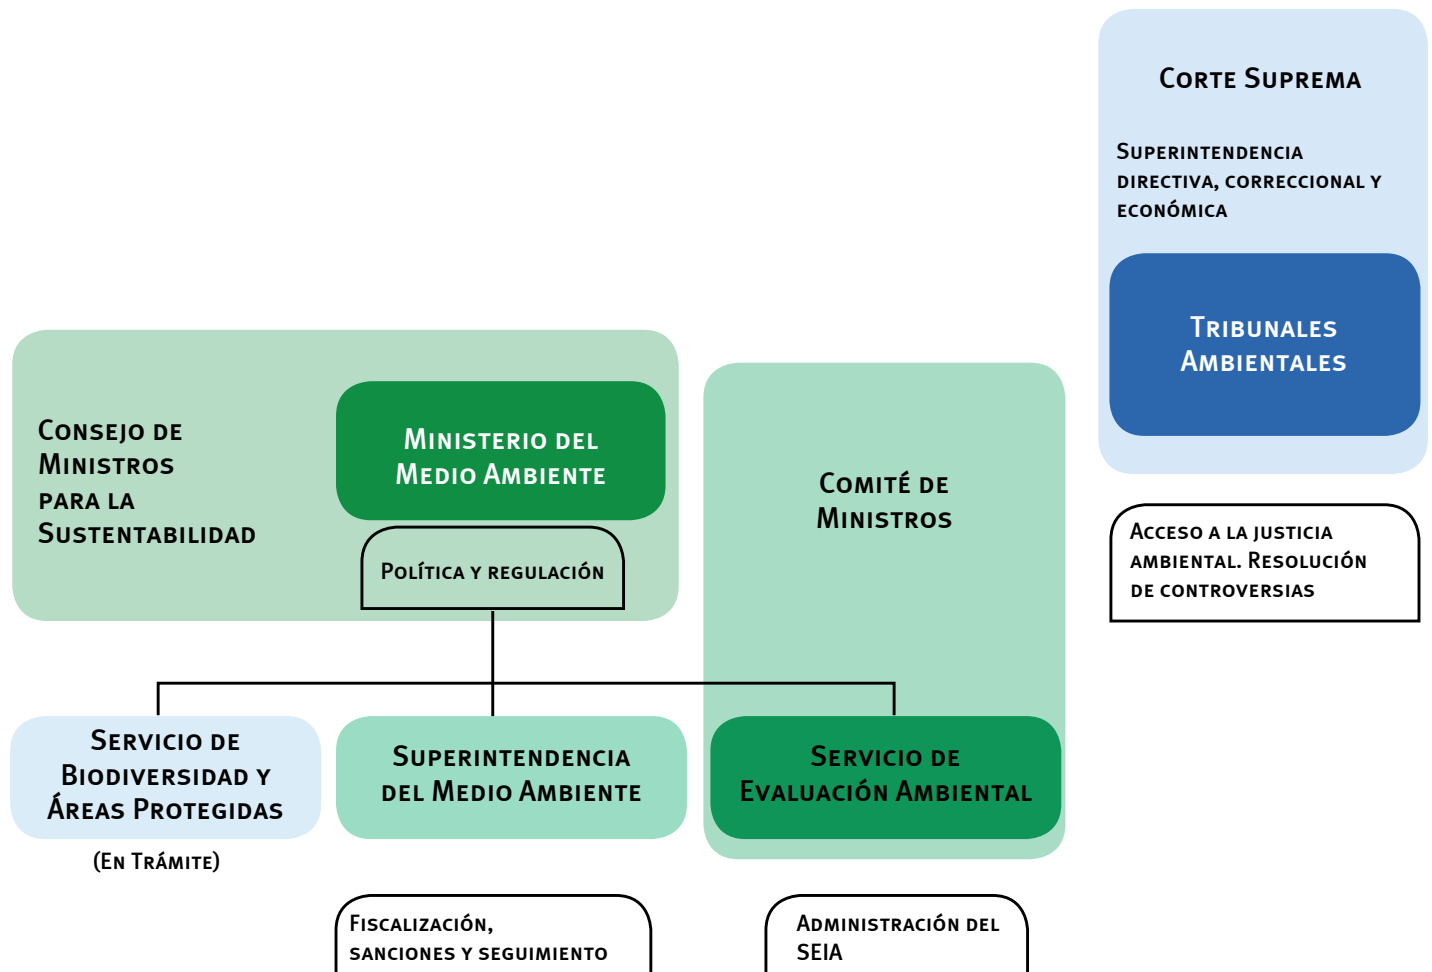 Corte Suprema
Superintendencia
directiva, correccional y
económica
Tribunales
Ambientales
Acceso a la justicia
ambiental. Resolución
de controversias
Consejo de
Ministros
para la
Sustentabilidad
Ministerio del
Medio Ambiente
Política y regulación
Comité de
Ministros
Servicio de
Biodiversidad y
Áreas Protegidas
(En Trámite)
Superintendencia
del Medio Ambiente
Servicio de
Evaluación Ambiental
Fiscalización,
sanciones y seguimiento
Administración del
SEIA